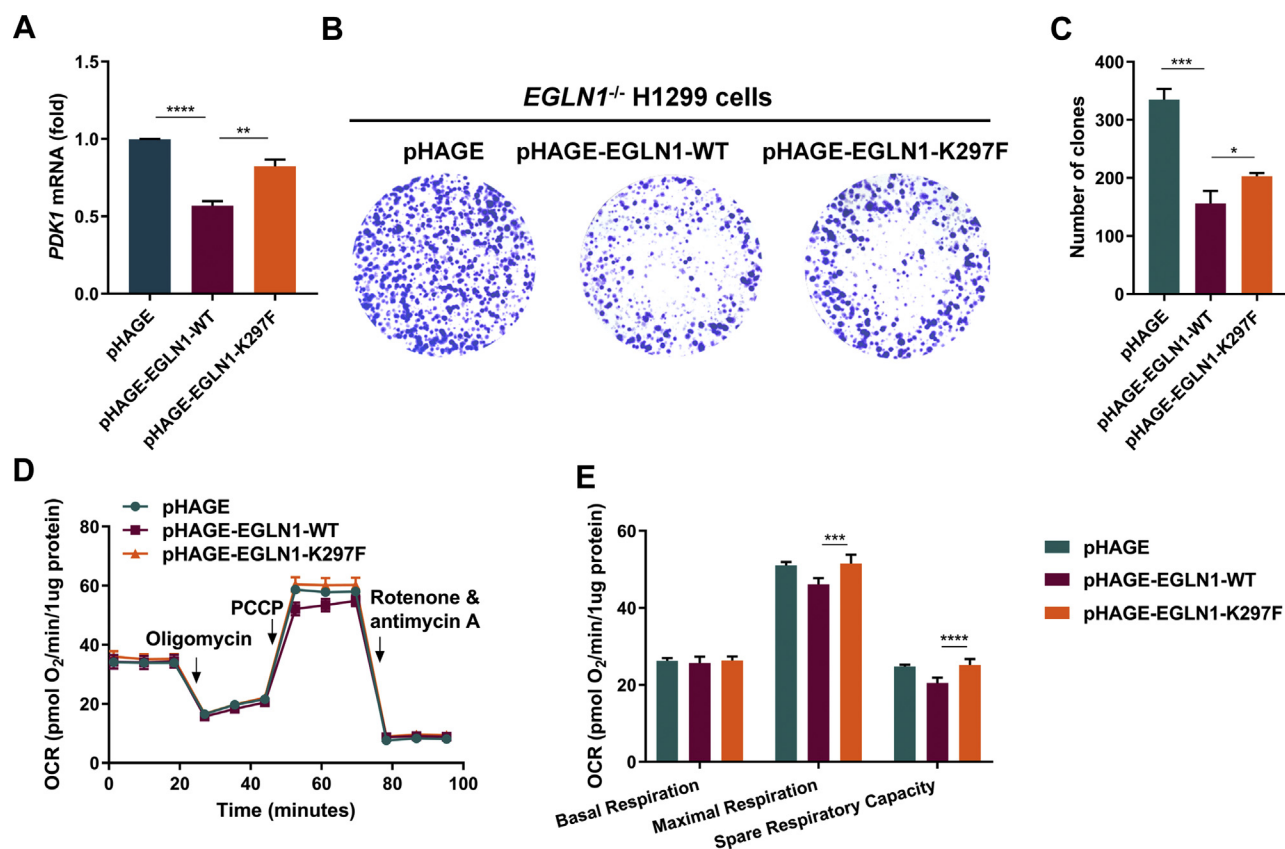 A
PDK1 mRNA (fold)
1.5
1.0
0.5
0.0
****
**
pHAGE
pHAGE-EGLN1-WT
pHAGE-EGLN1-K297F
B
EGLN1-/- H1299 cells
pHAGE
pHAGE-EGLN1-WT
pHAGE-EGLN1-K297F
C
Number of clones
400
300
200
100
0
***
*
pHAGE
pHAGE-EGLN1-WT
pHAGE-EGLN1-K297F
D
pHAGE
pHAGE-EGLN1-WT
pHAGE-EGLN1-K297F
OCR (pmol O2/min/1ug protein)
80
60
40
20
0
Oligomycin
PCCP
Rotenone &
antimycin A
0
20
40
60
80
100
Time (minutes)
E
OCR (pmol O2/min/1ug protein)
60
40
20
0
***
****
Basal Respiration
Maximal Respiration
Spare Respiratory Capacity
pHAGE
pHAGE-EGLN1-WT
pHAGE-EGLN1-K297F